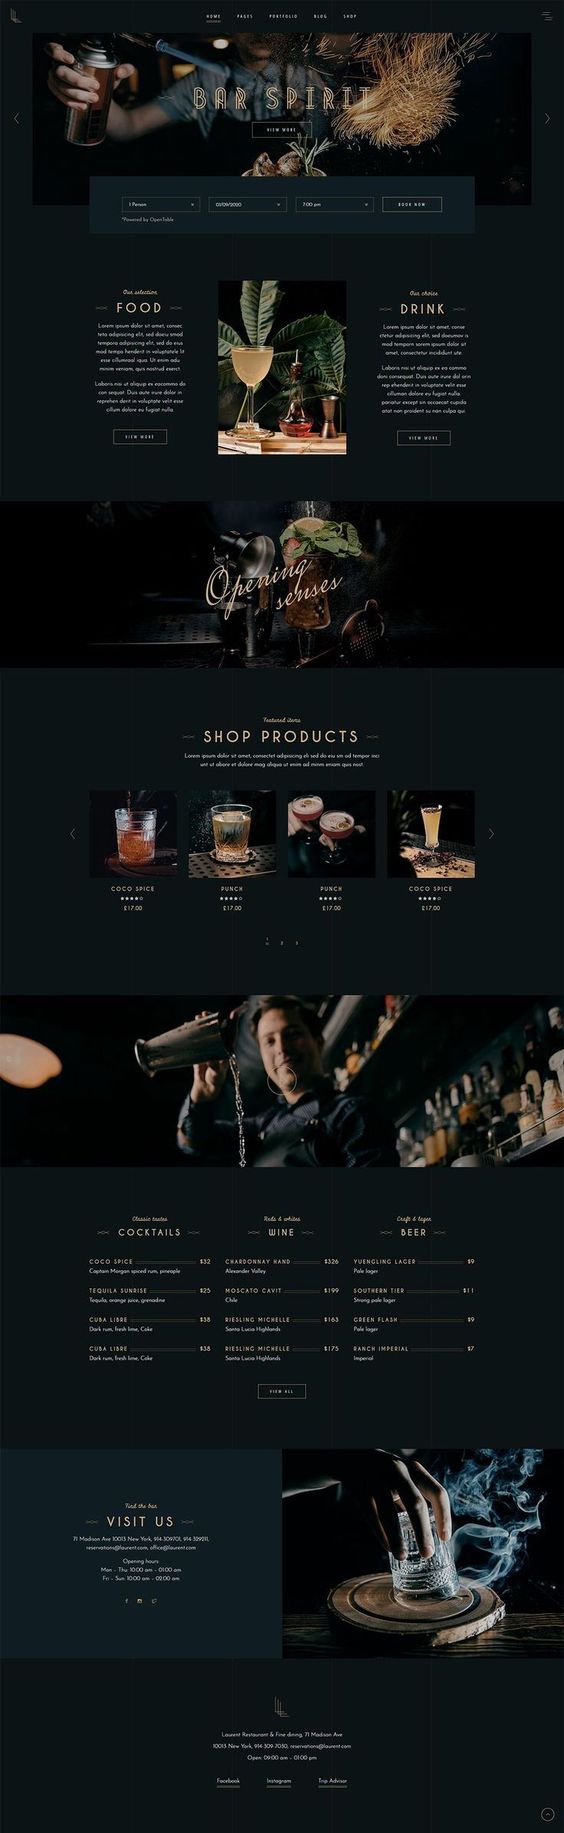 HOME PAGES PORTFOLIO BLOG SHOP
BAR SPIRIT
VIEW MORE
1 Person 03/09/2020 7:00 pm BOOK NOW
*Powered by OpenTable
Our selection
FOOD
Lorem ipsum dolor sit amet, consec
teta adipisicing elit, sed doeiu smod
tempora adipisicing elit, sed do eius
mod tempo henderit in voluptatele lit
esse cillumraal iqua. Ut enim adu
minim veniam, quis nostrud exerct.
Laboris nisi ut aliquip ex eacommo do
con sequat. Duis aute irure dolor in
reprehen derit in voluptate velit esse
cillum dolore eu fugiat nulla.
VIEW MORE
Our choice
DRINK
Lorem ipsum dolor sit amet, conse
ctetur adipisicing elit, sed doeiusmo is
mod tempom sorem ipsum dolor sit
amet, consectetur incididunt ute.
Laboris nisi ut aliquip ex ea commo
doni consequat. Duis aute irure dol orin
rep ehenderit in voluptate velit esse
cilluman dolore eu fugiat nulla.
pariatur except sin occaecat cupida
atat non proident su nan culpa qui.
VIEW MORE
Opening
senses
Featured items
SHOP PRODUCTS
Lorem ipsum dolor sit amet, consectet adipisicing eli sed do eiu sm od tempor inci
unt ut abore et dolore mag aliqua ut enim ad minm eniam quis nost.
COCO SPICE PUNCH PUNCH COCO SPICE
£17.00 £17.00 £17.00 £17.00
1 2 3
Classic tastes
COCKTAILS
COCO SPICE $32
Captain Morgan spiced rum, pineapple
TEQUILA SUNRISE $25
Tequila, orange juice, grenadine
CUBA LIBRE $38
Dark rum, fresh lime, Coke
CUBA LIBRE $38
Dark rum, fresh lime, Coke
Reds & whites
WINE
CHARDONNAY HAND $326
Alexander Valley
MOSCATO CAVIT $199
Chile
RIESLING MICHELLE $163
Santa Lucia Highlands
RIESLING MICHELLE $175
Santa Lucia Highlands
Craft & lager
BEER
YUENGLING LAGER $9
Pale lager
SOUTHERN TIER $11
Strong pale lager
GREEN FLASH $9
Pale lager
RANCH IMPERIAL $7
Imperial
VIEW ALL
Find the bar
VISIT US
71 Madison Ave 10013 New York, 914-309701, 914-329211,
reservations@laurent.com, office@laurent.com
Opening hours:
Mon – Thu: 10:00 am – 01:00 am
Fri – Sun: 10:00 am – 02:00 am
Laurent Restaurant & Fine dining, 71 Madison Ave
10013 New York, 914-309-7030, reservations@laurent.com
Open: 09:00 am – 01:00 pm
Facebook Instagram Trip Advisor